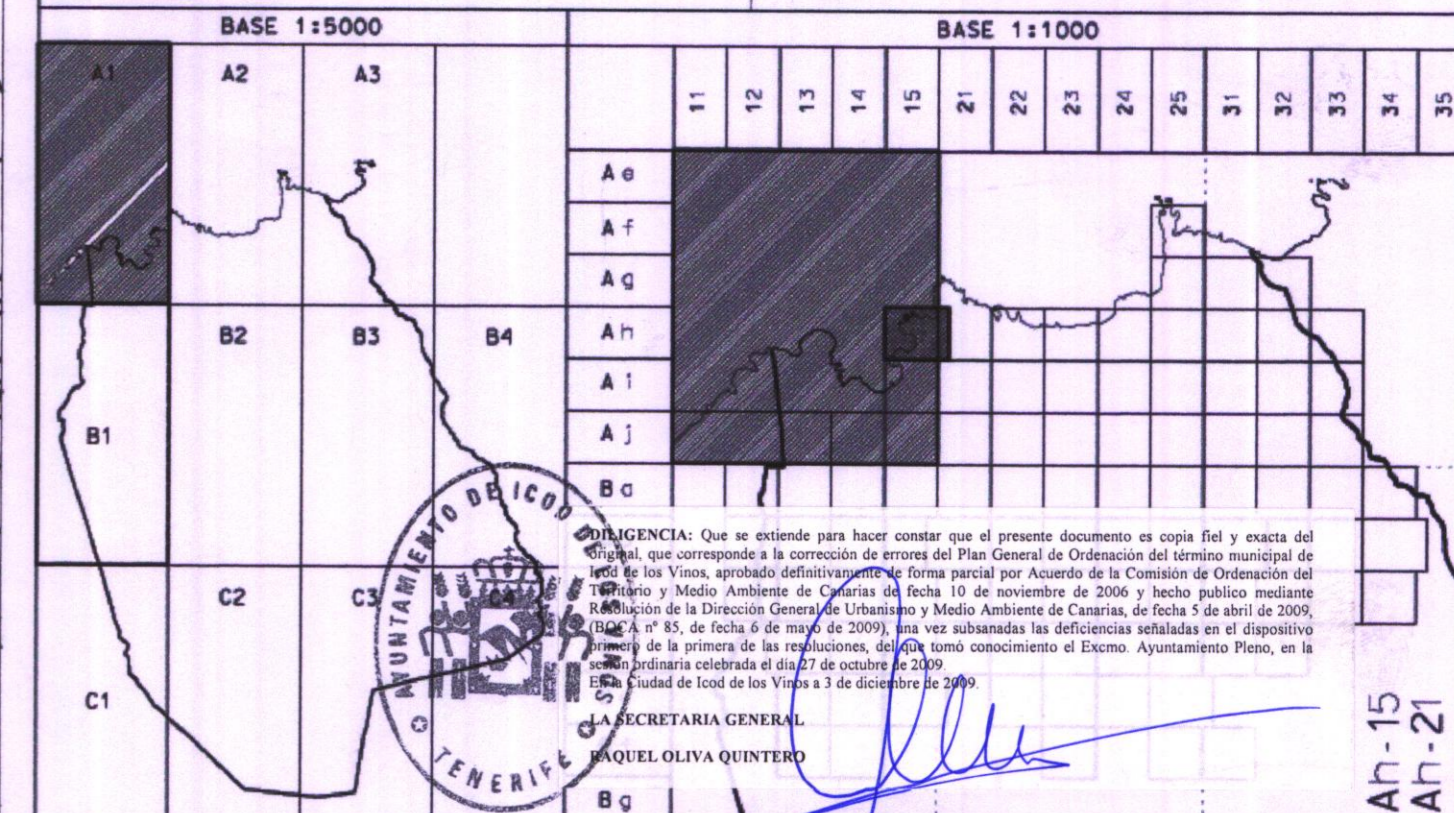 BASE 1:5000
BASE 1:1000
A1
A2
A3
B1
B2
B3
B4
C1
C2
C3
C4
11
12
13
14
15
21
22
23
24
25
31
32
33
34
35
Ae
Af
Ag
Ah
Ai
Aj
Ba
Bg
DILIGENCIA: Que se extiende para hacer constar que el presente documento es copia fiel y exacta del
original, que corresponde a la corrección de errores del Plan General de Ordenación del término municipal de
Icod de los Vinos, aprobado definitivamente de forma parcial por Acuerdo de la Comisión de Ordenación del
Territorio y Medio Ambiente de Canarias de fecha 10 de noviembre de 2006 y hecho publico mediante
Resolución de la Dirección General de Urbanismo y Medio Ambiente de Canarias, de fecha 5 de abril de 2009,
(BOCA nº 85, de fecha 6 de mayo de 2009), una vez subsanadas las deficiencias señaladas en el dispositivo
primero de la primera de las resoluciones, del que tomó conocimiento el Excmo. Ayuntamiento Pleno, en la
sesión ordinaria celebrada el día 27 de octubre de 2009.
En la Ciudad de Icod de los Vinos a 3 de diciembre de 2009.
LA SECRETARIA GENERAL
RAQUEL OLIVA QUINTERO
AYUNTAMIENTO DE ICOD DE
TENERIFE
Ah-15
Ah-21